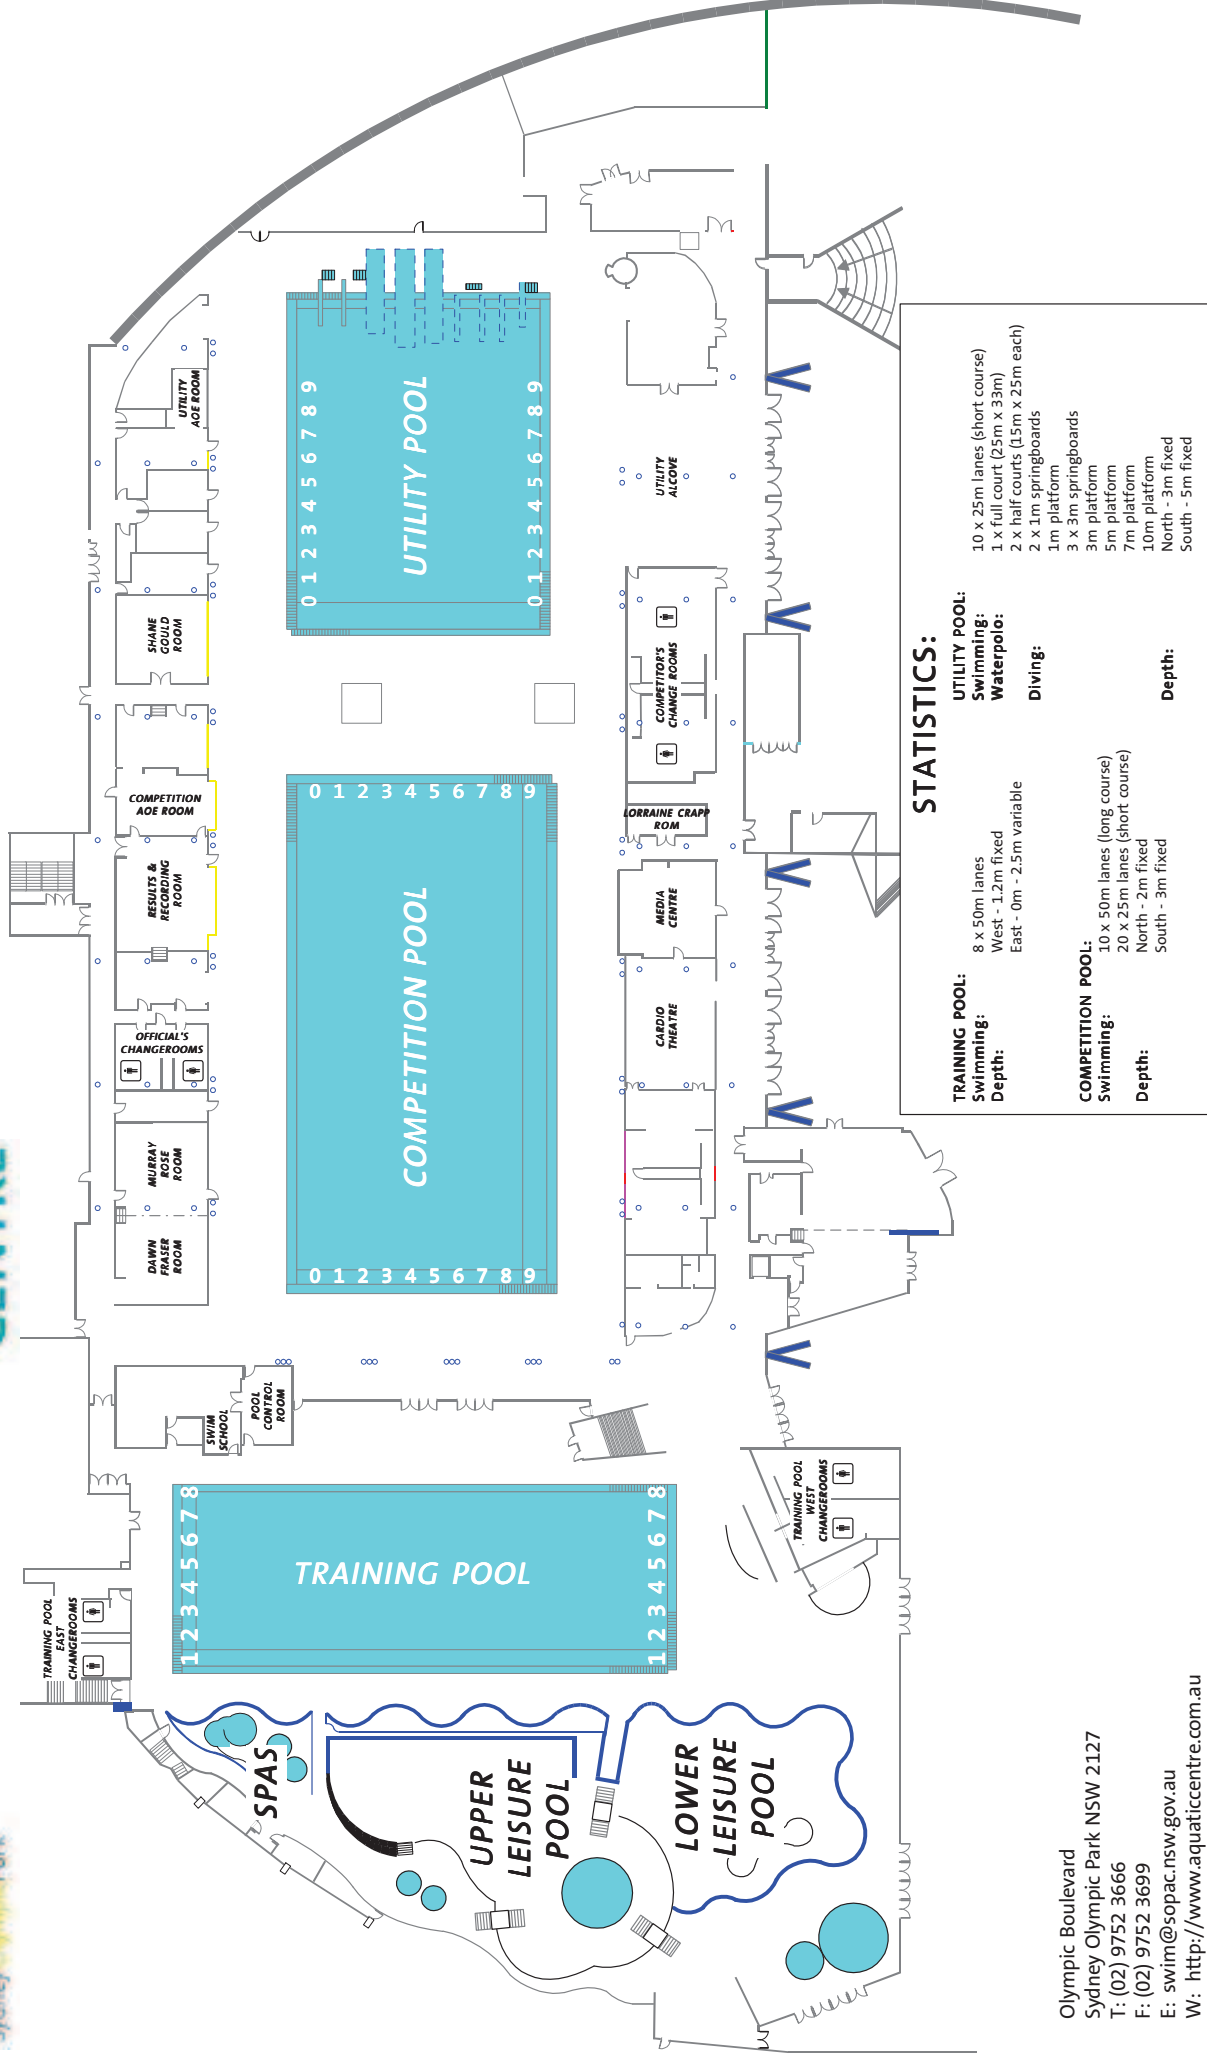 UTILITY
AOE ROOM
SHANE
GOULD
ROOM
COMPETITION
AOE ROOM
RESULTS &
RECORDING
ROOM
OFFICIAL'S
CHANGEROOMS
MURRAY
ROSE
ROOM
DAWN
FRASER
ROOM
SWIM
SCHOOL
POOL
CONTROL
ROOM
TRAINING POOL
EAST
CHANGEROOMS
UTILITY POOL
0 1 2 3 4 5 6 7 8 9
0 1 2 3 4 5 6 7 8 9
COMPETITION POOL
0 1 2 3 4 5 6 7 8 9
0 1 2 3 4 5 6 7 8 9
TRAINING POOL
1 2 3 4 5 6 7 8
1 2 3 4 5 6 7 8
UTILITY
ALCOVE
COMPETITOR'S
CHANGE ROOMS
LORRAINE CRAPP
ROM
MEDIA
CENTRE
CARDIO
THEATRE
TRAINING POOL
WEST
CHANGEROOMS
SPAS
UPPER
LEISURE
POOL
LOWER
LEISURE
POOL
STATISTICS:
TRAINING POOL:
Swimming: 8 x 50m lanes
Depth: West - 1.2m fixed
East - 0m - 2.5m variable
COMPETITION POOL:
Swimming: 10 x 50m lanes (long course)
20 x 25m lanes (short course)
Depth: North - 2m fixed
South - 3m fixed
UTILITY POOL:
Swimming: 10 x 25m lanes (short course)
Waterpolo: 1 x full court (25m x 33m)
2 x half courts (15m x 25m each)
Diving: 2 x 1m springboards
1m platform
3 x 3m springboards
3m platform
5m platform
7m platform
10m platform
Depth: North - 3m fixed
South - 5m fixed
Olympic Boulevard
Sydney Olympic Park NSW 2127
T: (02) 9752 3666
F: (02) 9752 3699
E: swim@sopac.nsw.gov.au
W: http://www.aquaticcentre.com.au